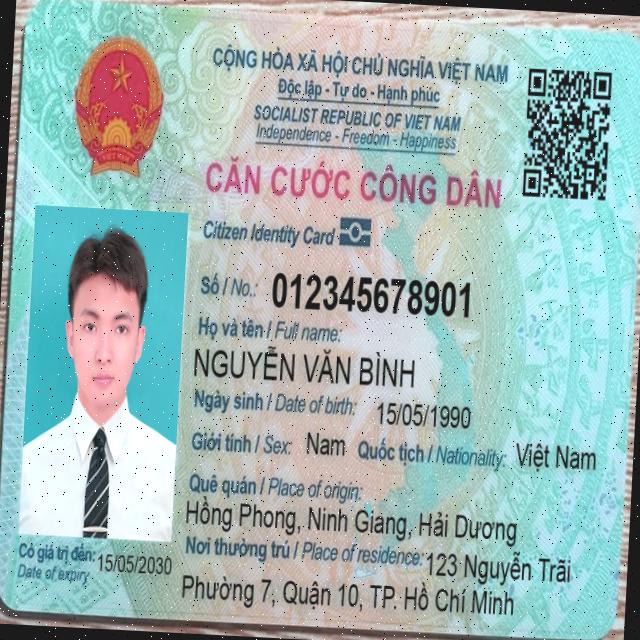 CỘNG HÒA XÃ HỘI CHỦ NGHĨA VIỆT NAM
Độc lập - Tự do - Hạnh phúc
SOCIALIST REPUBLIC OF VIET NAM
Independence - Freedom - Happiness
CĂN CƯỚC CÔNG DÂN
Citizen Identity Card
Số / No.: 012345678901
Họ và tên / Full name:
NGUYỄN VĂN BÌNH
Ngày sinh / Date of birth: 15/05/1990
Giới tính / Sex: Nam Quốc tịch / Nationality: Việt Nam
Quê quán / Place of origin:
Hồng Phong, Ninh Giang, Hải Dương
Nơi thường trú / Place of residence: 123 Nguyễn Trãi
Phường 7, Quận 10, TP. Hồ Chí Minh
Có giá trị đến: 15/05/2030
Date of expiry